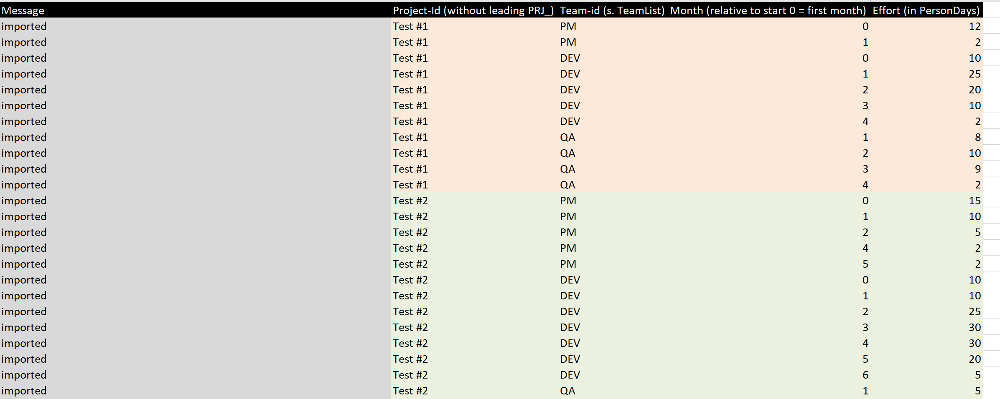 Message Project-Id (without leading PRJ_) Team-id (s. TeamList) Month (relative to start 0 = first month) Effort (in PersonDays)
imported Test #1 PM 0 12
imported Test #1 PM 1 2
imported Test #1 DEV 0 10
imported Test #1 DEV 1 25
imported Test #1 DEV 2 20
imported Test #1 DEV 3 10
imported Test #1 DEV 4 2
imported Test #1 QA 1 8
imported Test #1 QA 2 10
imported Test #1 QA 3 9
imported Test #1 QA 4 2
imported Test #2 PM 0 15
imported Test #2 PM 1 10
imported Test #2 PM 2 5
imported Test #2 PM 4 2
imported Test #2 PM 5 2
imported Test #2 DEV 0 10
imported Test #2 DEV 1 10
imported Test #2 DEV 2 25
imported Test #2 DEV 3 30
imported Test #2 DEV 4 30
imported Test #2 DEV 5 20
imported Test #2 DEV 6 5
imported Test #2 QA 1 5